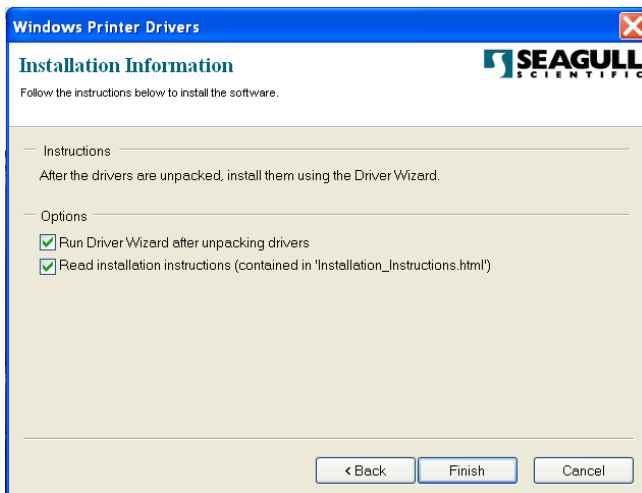 Windows Printer Drivers
Installation Information
SEAGULL
SCIENTIFIC
Follow the instructions below to install the software.
Instructions
After the drivers are unpacked, install them using the Driver Wizard.
Options
Run Driver Wizard after unpacking drivers
Read installation instructions (contained in 'Installation_Instructions.html')
< Back
Finish
Cancel